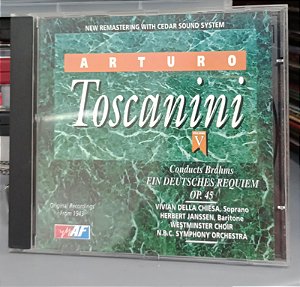 NEW REMASTERING WITH CEDAR SOUND SYSTEM
ARTURO
Toscanini
V
Conducts Brahms
EIN DEUTSCHES REQUIEM
OP. 45
VIVIAN DELLA CHIESA, Soprano
HERBERT JANSSEN, Baritone
WESTMINSTER CHOIR
N.B.C. SYMPHONY ORCHESTRA
Original Recordings
From 1943
AF